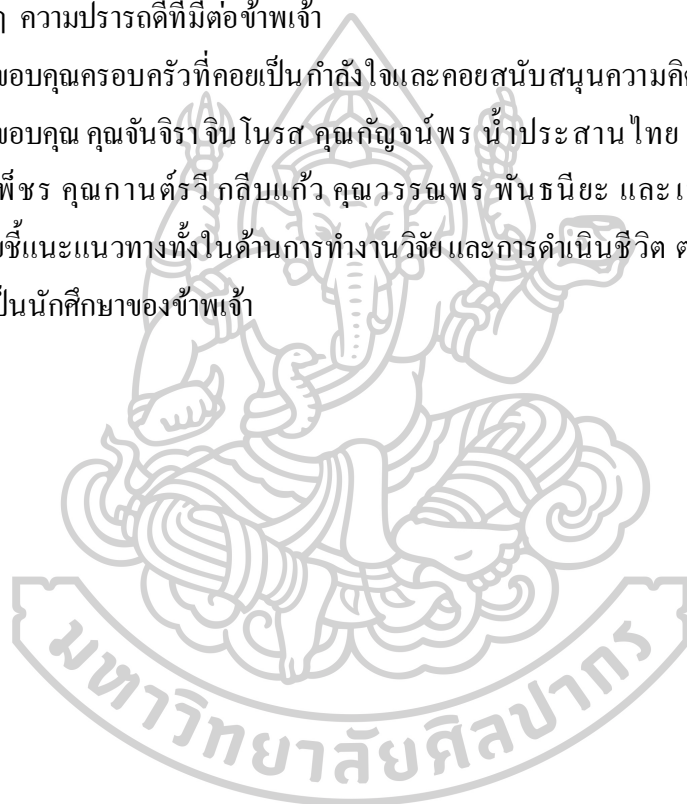 ๆ ความปรารถดีที่มีต่อข้าพเจ้า
ขอบคุณครอบครัวที่คอยเป็นกำลังใจและคอยสนับสนุนความคิด
ขอบคุณ คุณจันจิรา จินโนรส คุณกัญจน์พร น้ำประสานไทย
พ็ชร คุณกานต์รวี กลีบแก้ว คุณวรรณพร พันธนียะ และเ
ชี้แนะแนวทางทั้งในด้านการทำงานวิจัยและการดำเนินชีวิต ต
ป็นนักศึกษาของข้าพเจ้า
มหาวิทยาลัยศิลปากร